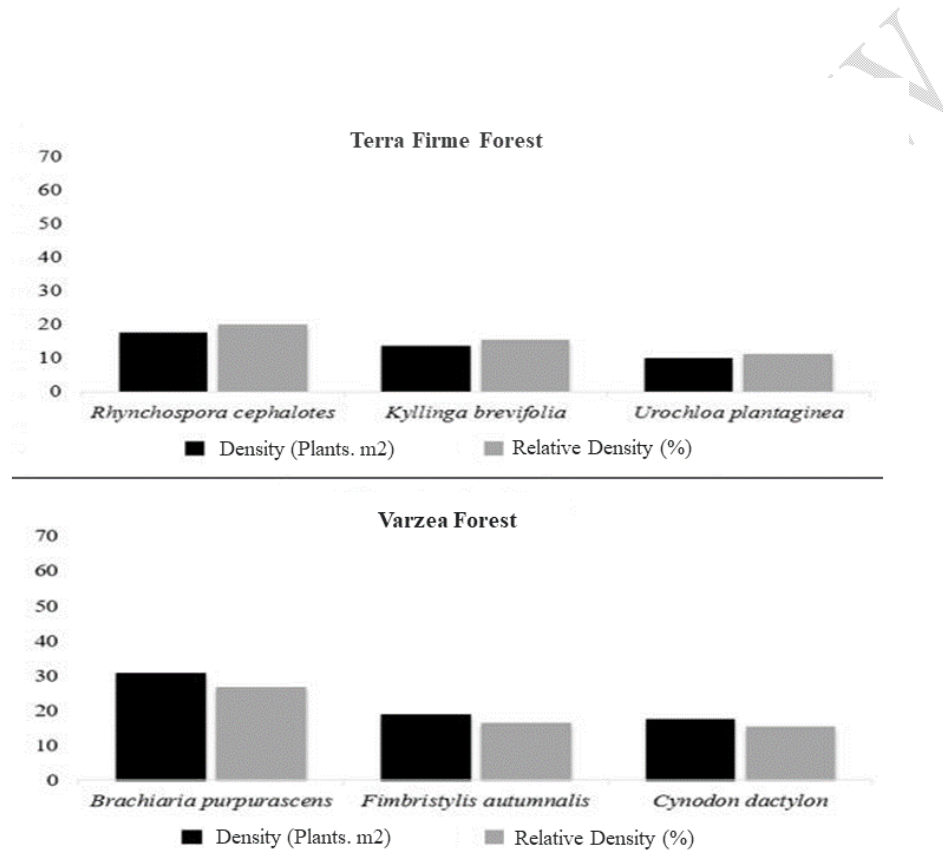 Terra Firme Forest
70
60
50
40
30
20
10
0
Rhynchospora cephalotes Kyllinga brevifolia Urochloa plantaginea
Density (Plants. m2) Relative Density (%)
Varzea Forest
70
60
50
40
30
20
10
0
Brachiaria purpurascens Fimbristylis autumnalis Cynodon dactylon
Density (Plants. m2) Relative Density (%)